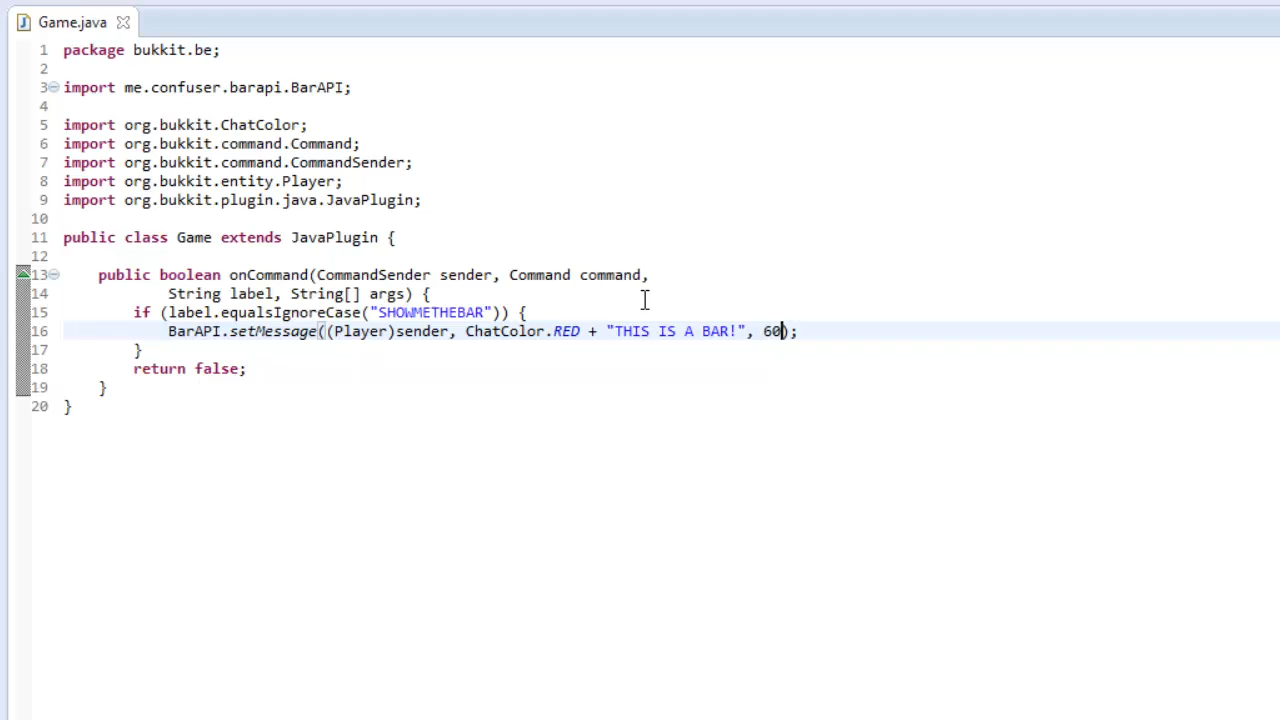 Game.java
1 package bukkit.be;
2
3 import me.confuser.barapi.BarAPI;
4
5 import org.bukkit.ChatColor;
6 import org.bukkit.command.Command;
7 import org.bukkit.command.CommandSender;
8 import org.bukkit.entity.Player;
9 import org.bukkit.plugin.java.JavaPlugin;
10
11 public class Game extends JavaPlugin {
12
13 public boolean onCommand(CommandSender sender, Command command,
14 String label, String[] args) {
15 if (label.equalsIgnoreCase("SHOWMETHEBAR")) {
16 BarAPI.setMessage((Player)sender, ChatColor.RED + "THIS IS A BAR!", 60);
17 }
18 return false;
19 }
20 }